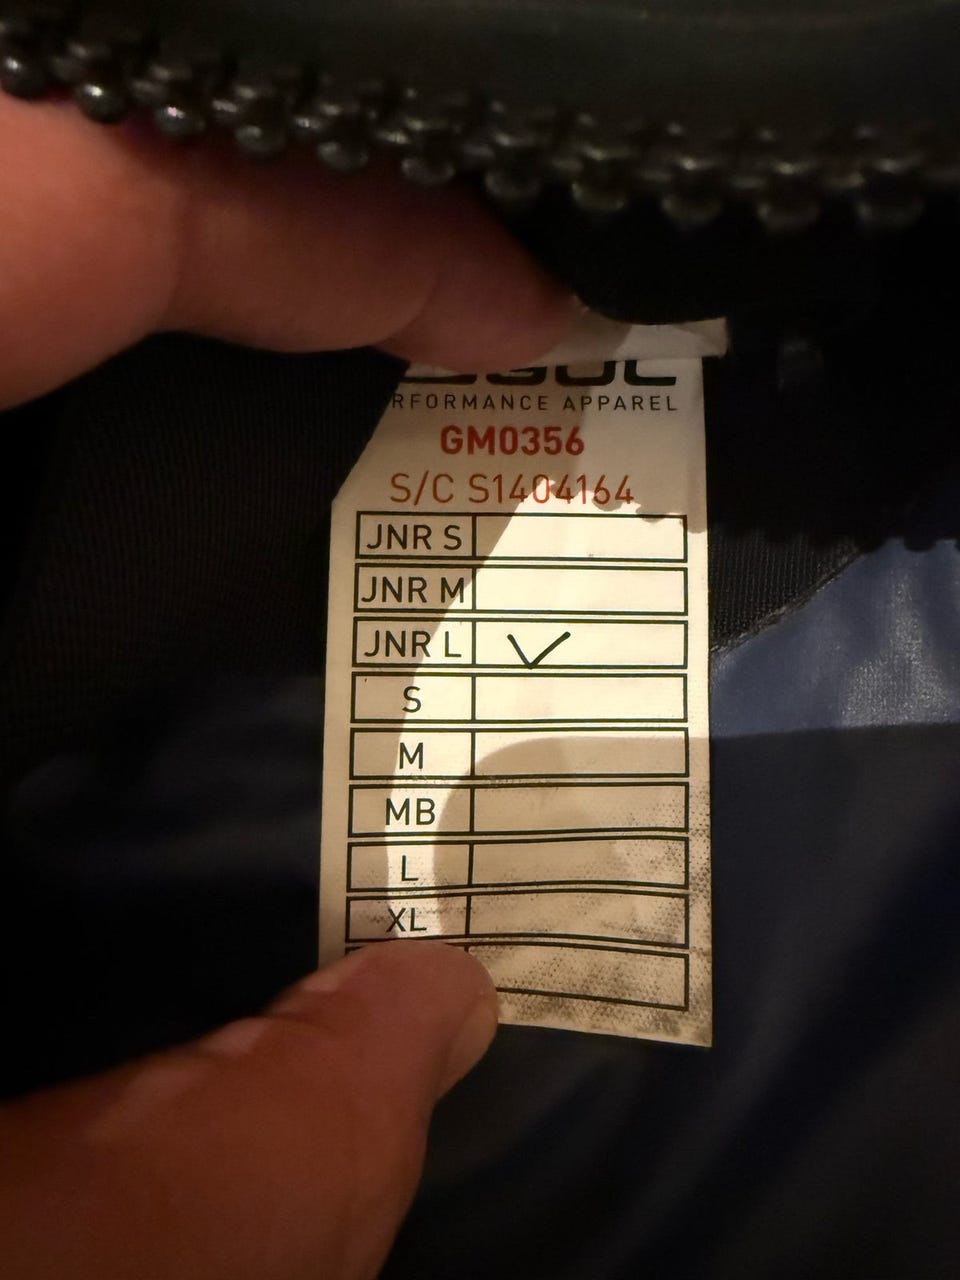 RFORMANCE APPAREL
GM0356
S/C S1404164
JNR S
JNR M
JNR L ✓
S
M
MB
L
XL